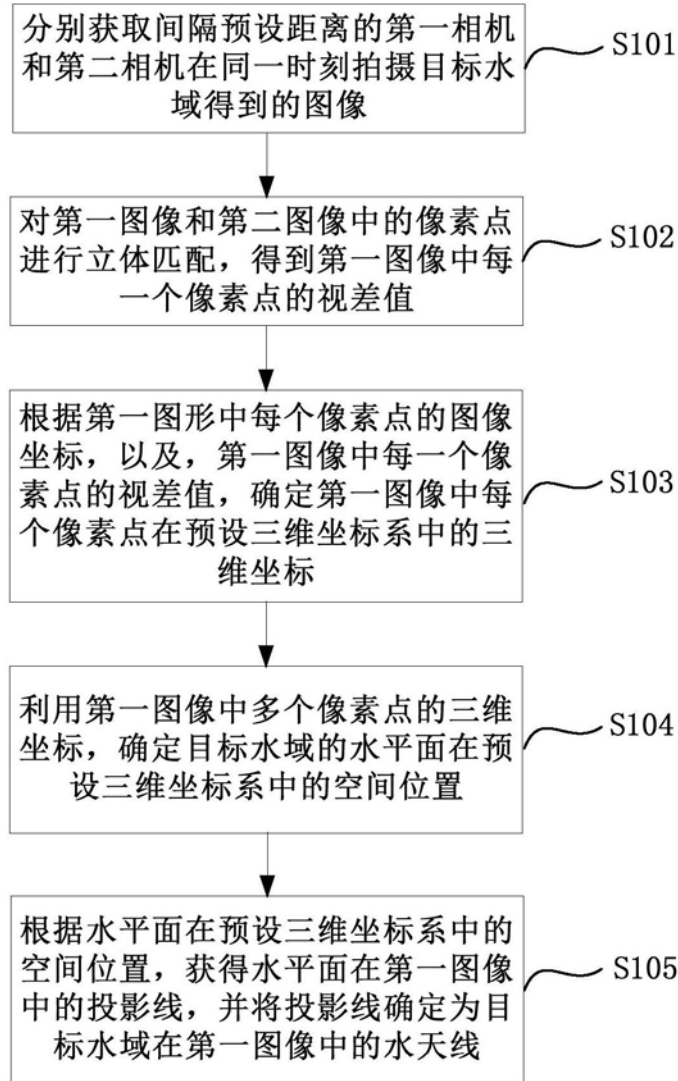 分别获取间隔预设距离的第一相机
和第二相机在同一时刻拍摄目标水
域得到的图像
S101
对第一图像和第二图像中的像素点
进行立体匹配，得到第一图像中每
一个像素点的视差值
S102
根据第一图形中每个像素点的图像
坐标，以及，第一图像中每一个像
素点的视差值，确定第一图像中每
个像素点在预设三维坐标系中的三
维坐标
S103
利用第一图像中多个像素点的三维
坐标，确定目标水域的水平面在预
设三维坐标系中的空间位置
S104
根据水平面在预设三维坐标系中的
空间位置，获得水平面在第一图像
中的投影线，并将投影线确定为目
标水域在第一图像中的水天线
S105